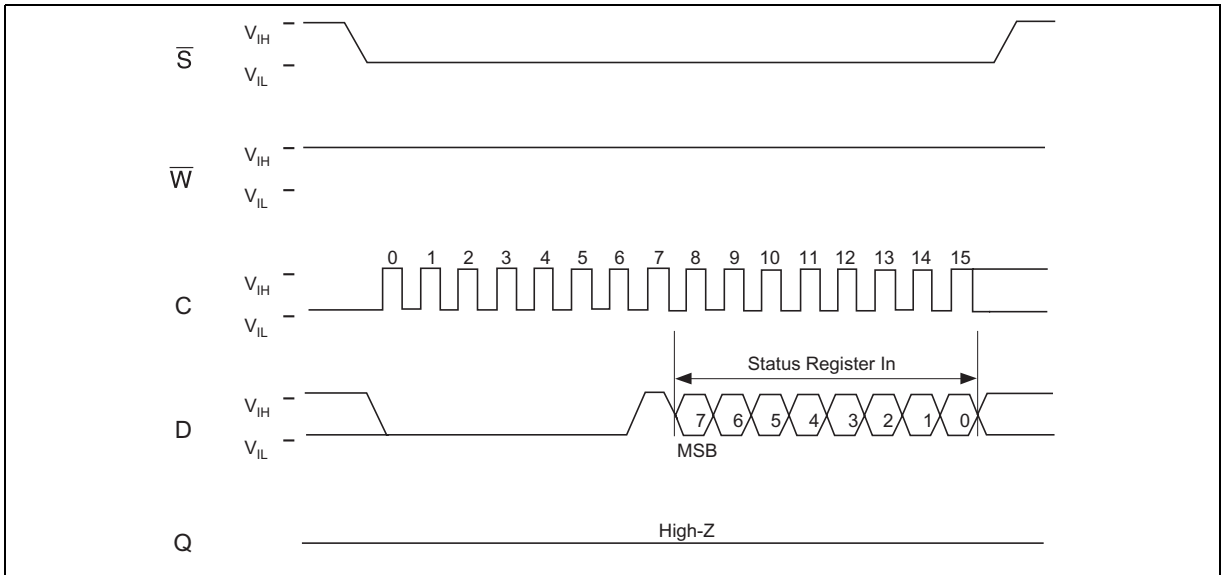 S̅
V_IH
V_IL
W̅
V_IH
V_IL
C
V_IH
V_IL
0 1 2 3 4 5 6 7 8 9 10 11 12 13 14 15
Status Register In
D
V_IH
V_IL
7 6 5 4 3 2 1 0
MSB
Q
High-Z